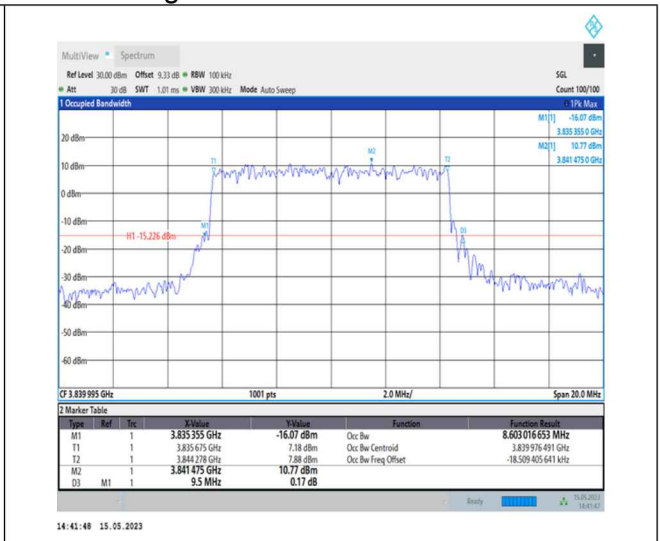 MultiView Spectrum
Ref Level 30.00 dBm Offset 9.33 dB RBW 100 kHz SGL
Att 30 dB SWT 1.01 ms VBW 300 kHz Mode Auto Sweep Count 100/100
1 Occupied Bandwidth 1Pk Max
M1[1] -16.07 dBm
3.835 355 0 GHz
M2[1] 10.77 dBm
3.841 475 0 GHz
20 dBm
M2
T1 T2
10 dBm
0 dBm
-10 dBm
M1
D3
H1 -15.226 dBm
-20 dBm
-30 dBm
-40 dBm
-50 dBm
-60 dBm
CF 3.839 995 GHz 1001 pts 2.0 MHz/ Span 20.0 MHz
2 Marker Table
Type Ref Trc X-Value Y-Value Function Function Result
M1 1 3.835 355 GHz -16.07 dBm Occ Bw 8.603 016 653 MHz
T1 1 3.835 675 GHz 7.18 dBm Occ Bw Centroid 3.839 976 491 GHz
T2 1 3.844 278 GHz 7.88 dBm Occ Bw Freq Offset -18.509 405 641 kHz
M2 1 3.841 475 GHz 10.77 dBm
D3 M1 1 9.5 MHz 0.17 dB
Ready 15.05.2023
14:41:47
14:41:48 15.05.2023